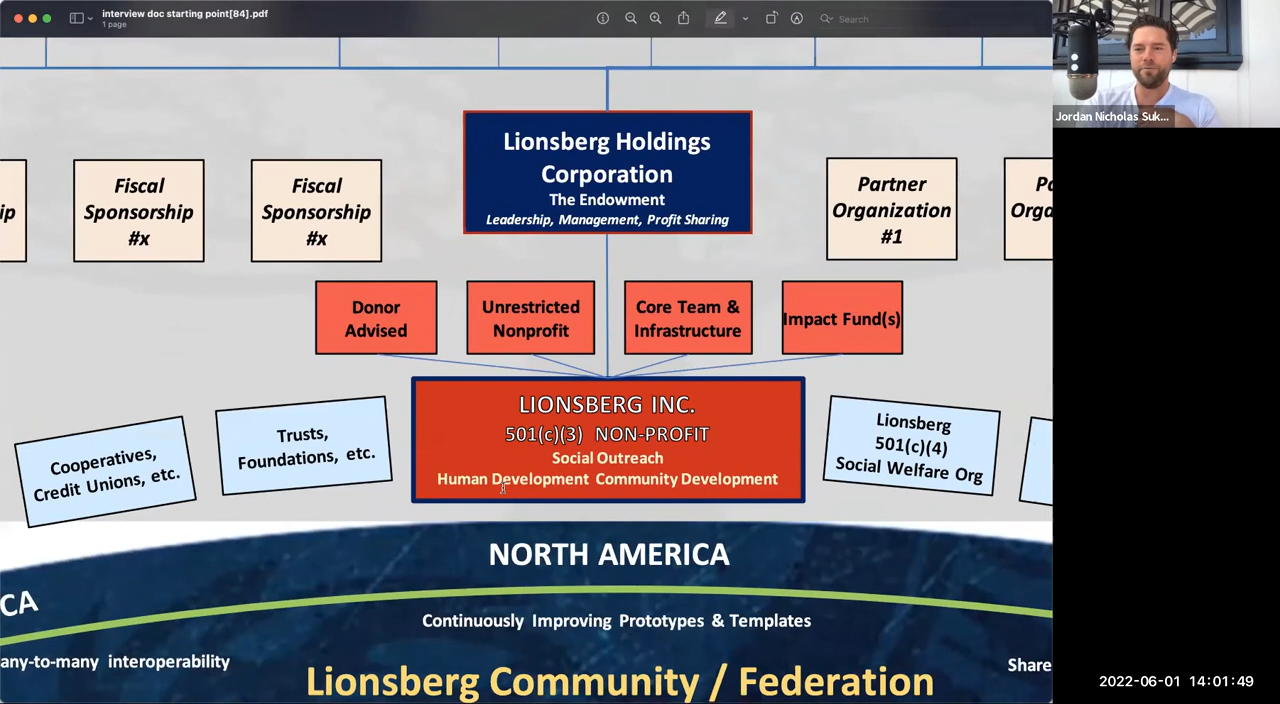 interview doc starting point[84].pdf
1 page
Search
Jordan Nicholas Suk...
Lionsberg Holdings
Corporation
The Endowment
Leadership, Management, Profit Sharing
ip
Fiscal
Sponsorship
#x
Fiscal
Sponsorship
#x
Partner
Organization
#1
Pa
Orga
Donor
Advised
Unrestricted
Nonprofit
Core Team &
Infrastructure
Impact Fund(s)
Cooperatives,
Credit Unions, etc.
Trusts,
Foundations, etc.
LIONSBERG INC.
501(c)(3) NON-PROFIT
Social Outreach
Human Development Community Development
Lionsberg
501(c)(4)
Social Welfare Org
NORTH AMERICA
CA
Continuously Improving Prototypes & Templates
any-to-many interoperability
Share
Lionsberg Community / Federation
2022-06-01 14:01:49